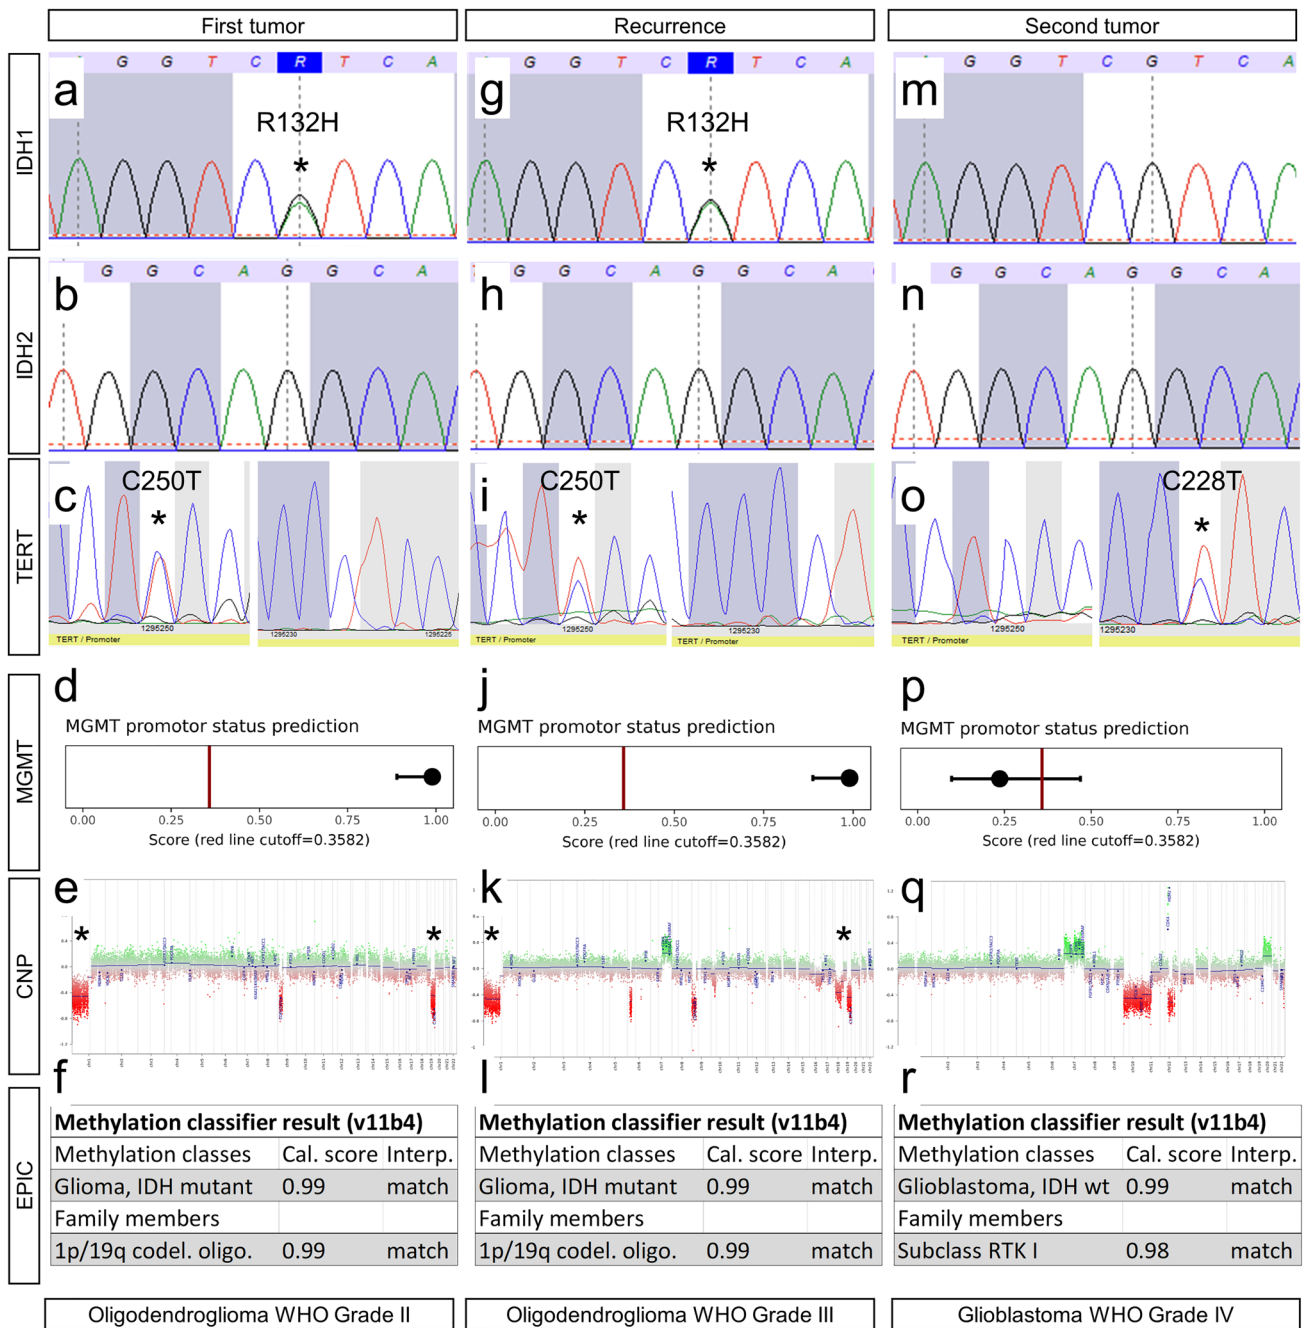 First tumor
Recurrence
Second tumor
IDH1
a
G G T C R T C A
R132H
*
g
G G T C R T C A
R132H
*
m
G G T C G T C A
IDH2
b
G G C A G G C A
h
G G C A G G C A
n
G G C A G G C A
TERT
c
C250T
*
1295250
1295230
1295225
TERT / Promoter
i
C250T
*
1295250
1295230
TERT / Promoter
TERT / Promoter
o
C228T
*
1295250
1295230
TERT / Promoter
MGMT
d
MGMT promotor status prediction
0.00 0.25 0.50 0.75 1.00
Score (red line cutoff=0.3582)
j
MGMT promotor status prediction
0.00 0.25 0.50 0.75 1.00
Score (red line cutoff=0.3582)
p
MGMT promotor status prediction
0.00 0.25 0.50 0.75 1.00
Score (red line cutoff=0.3582)
CNP
e
* *
k
* *
q
EPIC
f
Methylation classifier result (v11b4)
Methylation classes Cal. score Interp.
Glioma, IDH mutant 0.99 match
Family members
1p/19q codel. oligo. 0.99 match
l
Methylation classifier result (v11b4)
Methylation classes Cal. score Interp.
Glioma, IDH mutant 0.99 match
Family members
1p/19q codel. oligo. 0.99 match
r
Methylation classifier result (v11b4)
Methylation classes Cal. score Interp.
Glioblastoma, IDH wt 0.99 match
Family members
Subclass RTK I 0.98 match
Oligodendroglioma WHO Grade II
Oligodendroglioma WHO Grade III
Glioblastoma WHO Grade IV